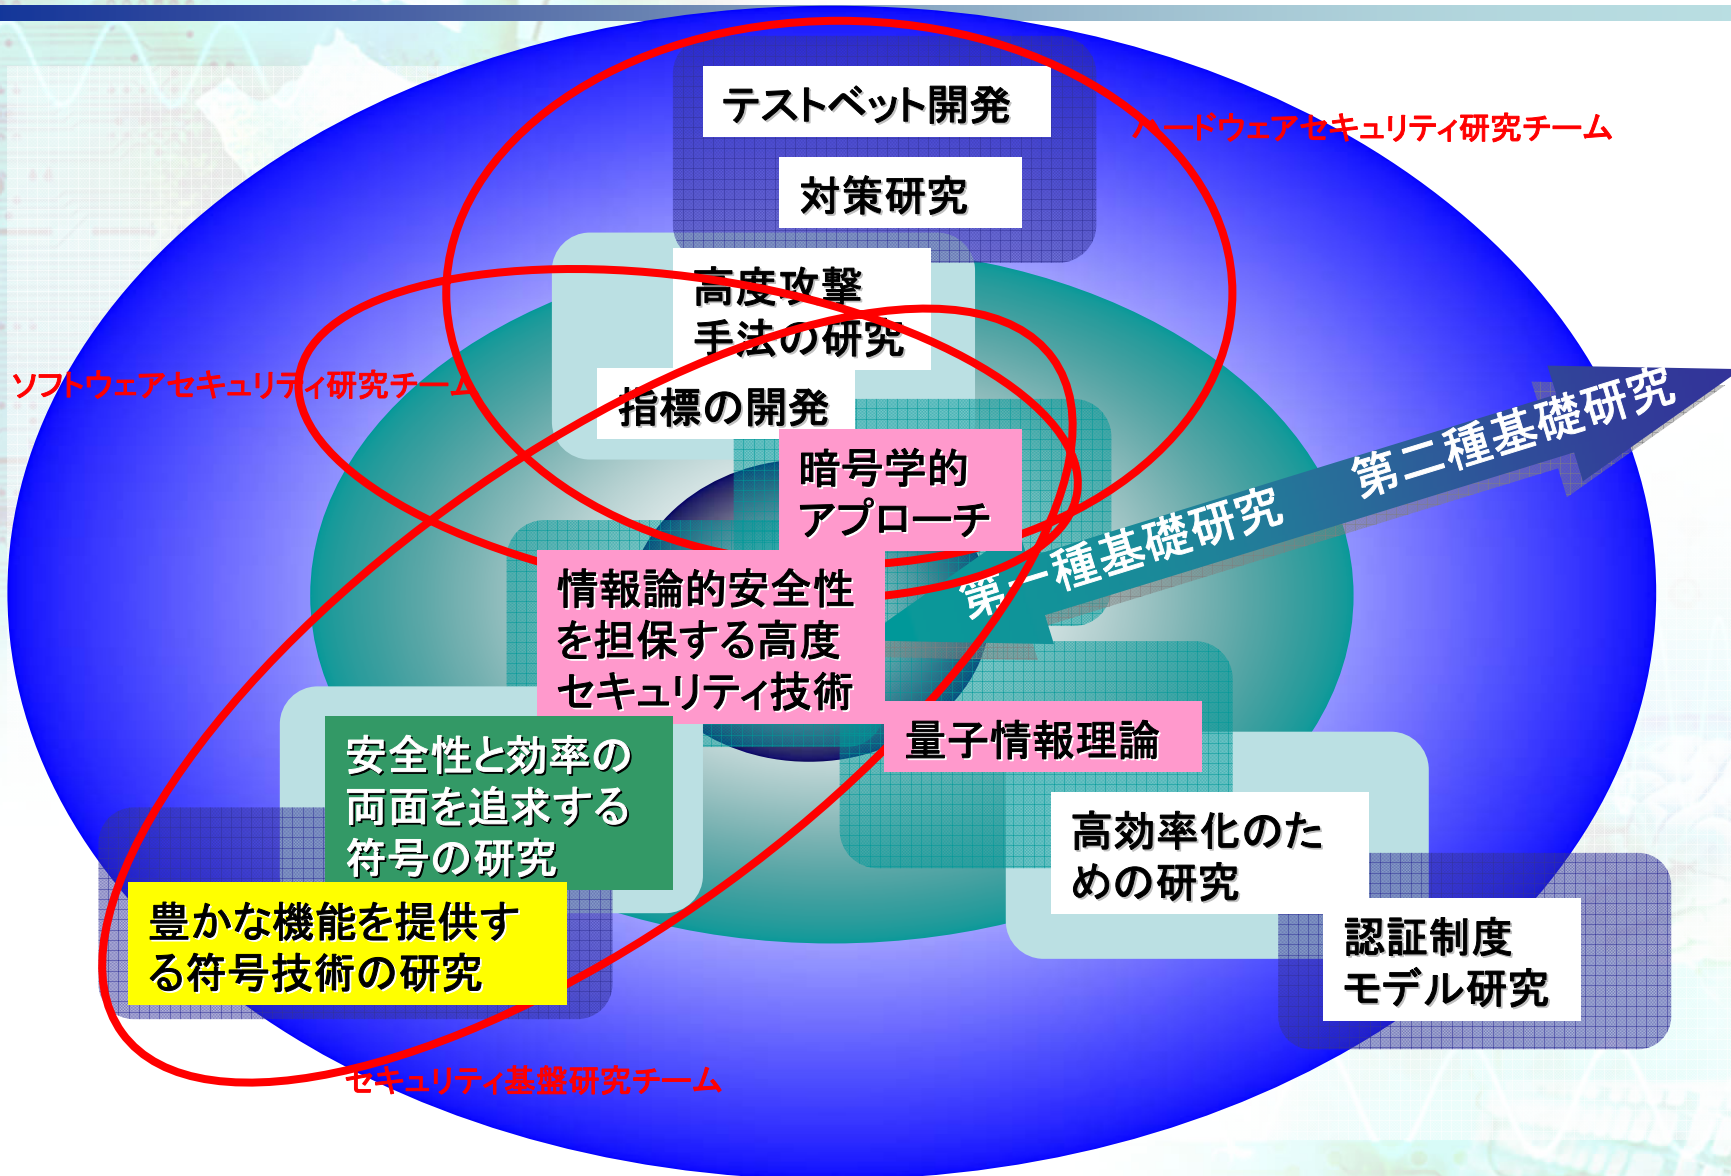 テストベット開発
ハードウェアセキュリティ研究チーム
対策研究
高度攻撃
手法の研究
ソフトウェアセキュリティ研究チーム
指標の開発
第二種基礎研究
暗号学的
アプローチ
第一種基礎研究
情報論的安全性
を担保する高度
セキュリティ技術
量子情報理論
安全性と効率の
両面を追求する
符号の研究
高効率化のた
めの研究
豊かな機能を提供す
る符号技術の研究
認証制度
モデル研究
セキュリティ基盤研究チーム